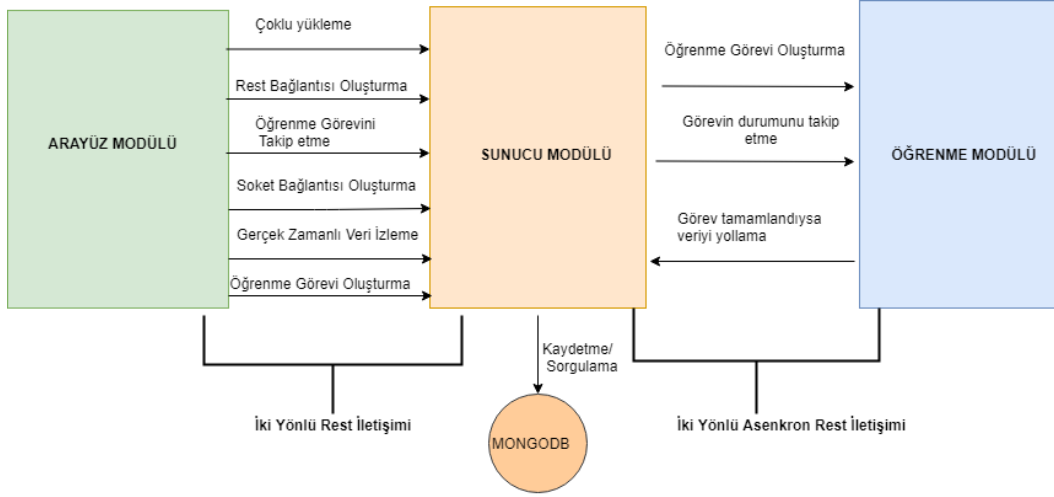 ARAYÜZ MODÜLÜ
Çoklu yükleme
Rest Bağlantısı Oluşturma
Öğrenme Görevini
Takip etme
Soket Bağlantısı Oluşturma
Gerçek Zamanlı Veri İzleme
Öğrenme Görevi Oluşturma
SUNUCU MODÜLÜ
Öğrenme Görevi Oluşturma
Görevin durumunu takip
etme
Görev tamamlandıysa
veriyi yollama
ÖĞRENME MODÜLÜ
Kaydetme/
Sorgulama
İki Yönlü Rest İletişimi
MONGODB
İki Yönlü Asenkron Rest İletişimi